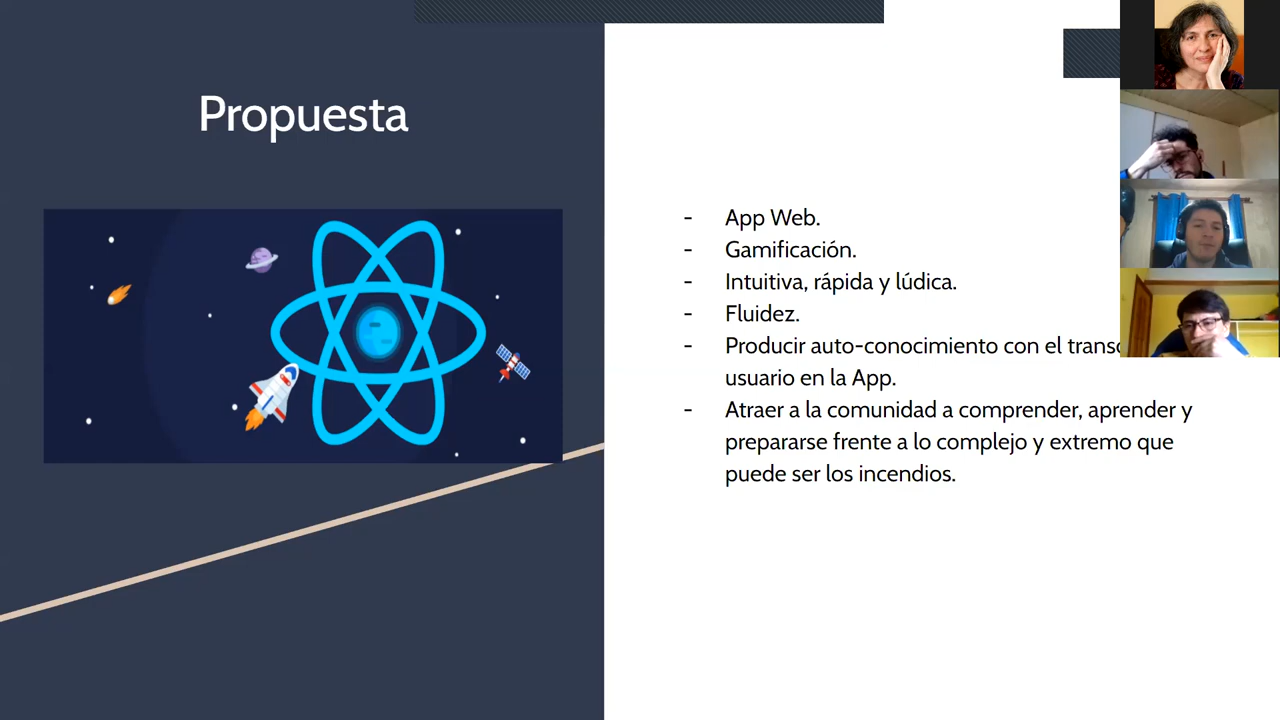 Propuesta
- App Web.
- Gamificación.
- Intuitiva, rápida y lúdica.
- Fluidez.
- Producir auto-conocimiento con el
usuario en la App.
- Atraer a la comunidad a comprender, aprender y
prepararse frente a lo complejo y extremo que
puede ser los incendios.